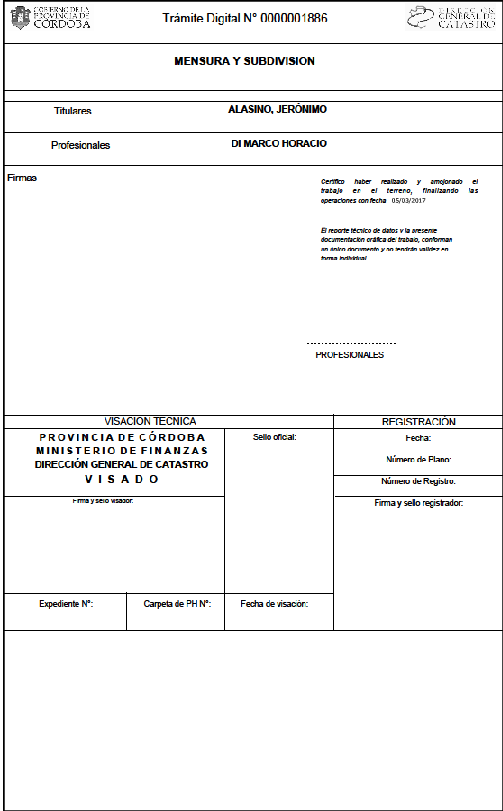 GOBIERNO DE LA
PROVINCIA DE
CÓRDOBA
Trámite Digital N° 0000001886
DIRECCIÓN
GENERAL DE
CATASTRO
MENSURA Y SUBDIVISION
Titulares
ALASINO, JERÓNIMO
Profesionales
DI MARCO HORACIO
Firmas
Certifico haber realizado y amojonado el
trabajo en el terreno, finalizando las
operaciones con fecha 05/03/2017
El reporte técnico de datos y la presente
documentación gráfica del trabajo, conforman
un único documento y no tendrán validez en
forma individual
PROFESIONALES
VISACION TECNICA
REGISTRACIÓN
PROVINCIA DE CÓRDOBA
MINISTERIO DE FINANZAS
DIRECCIÓN GENERAL DE CATASTRO
VISADO
Firma y sello visador:
Sello oficial:
Fecha:
Número de Plano:
Número de Registro:
Firma y sello registrador:
Expediente N°:
Carpeta de PH N°:
Fecha de visación: